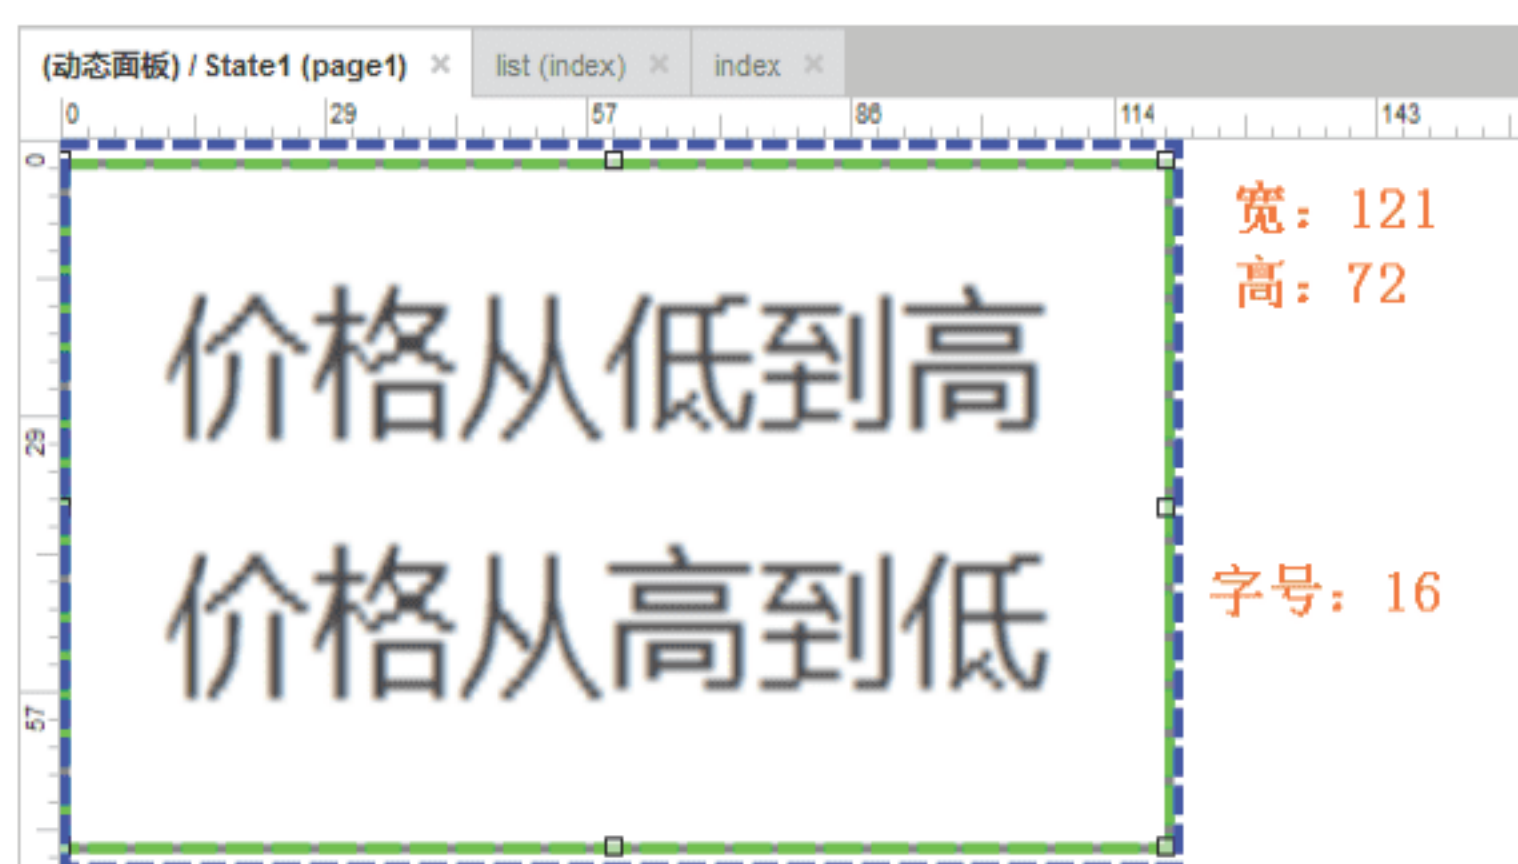 (动态面板) / State1 (page1) × list (index) × index ×
0 29 57 86 114 143
0
宽：121
高：72
价格从低到高
29
价格从高到低
字号：16
57